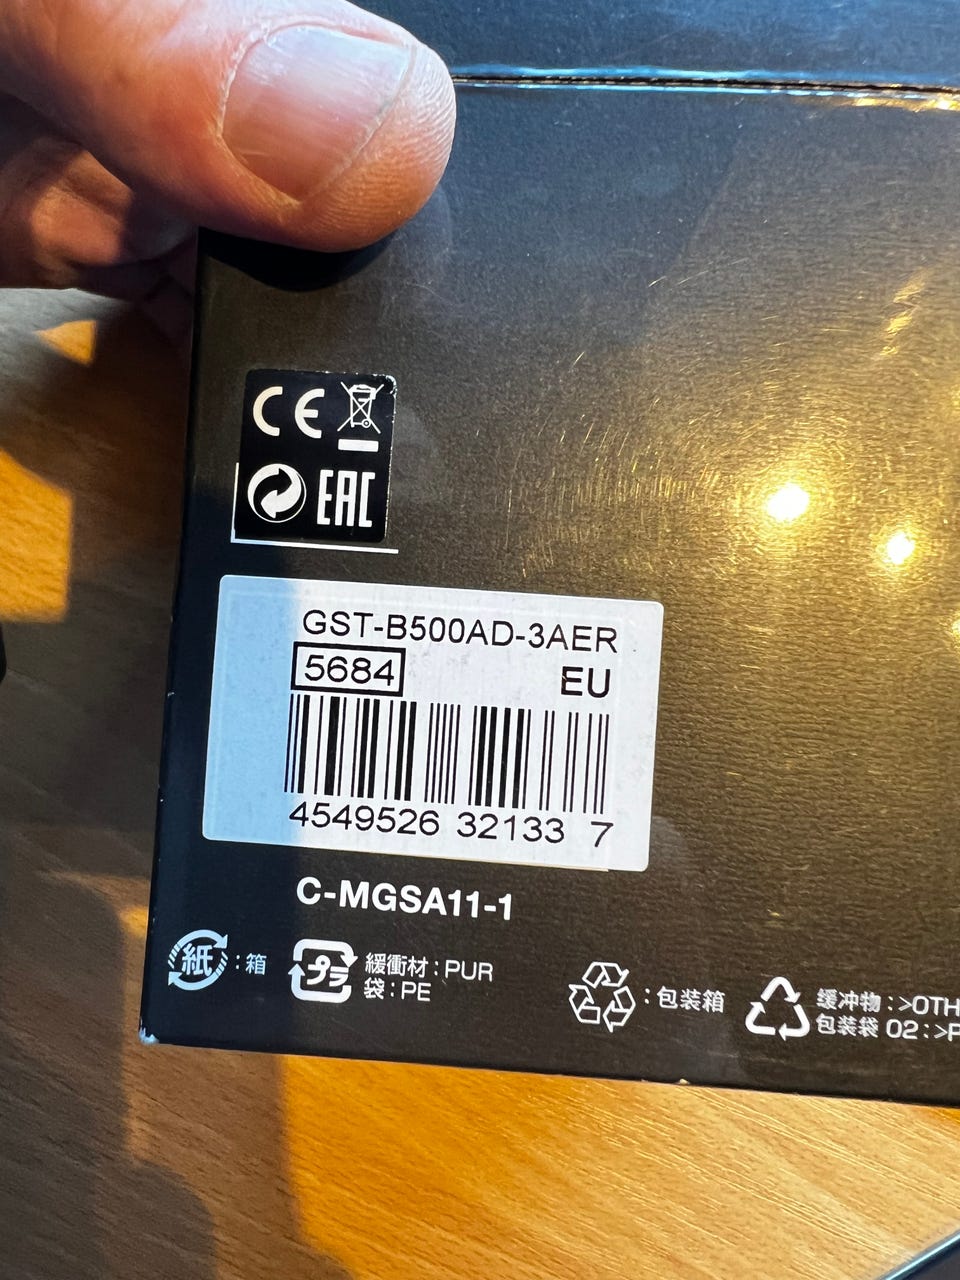 CE
EAC
GST-B500AD-3AER
5684 EU
4549526 32133 7
C-MGSA11-1
紙:箱
プラ 緩衝材:PUR
袋:PE
:包装箱
缓冲物:>OTH
包装袋 02:>P